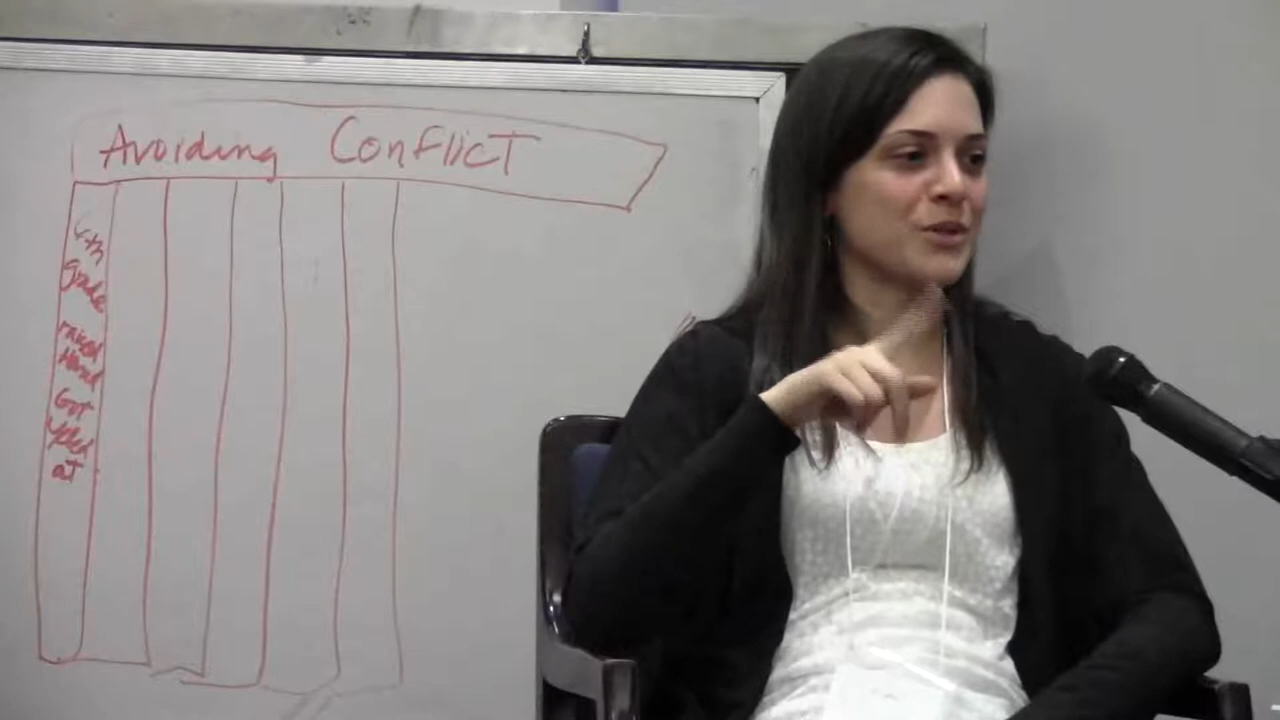 Avoiding ConflicT
4th
grade
raised
Hand
Got
yelled
at